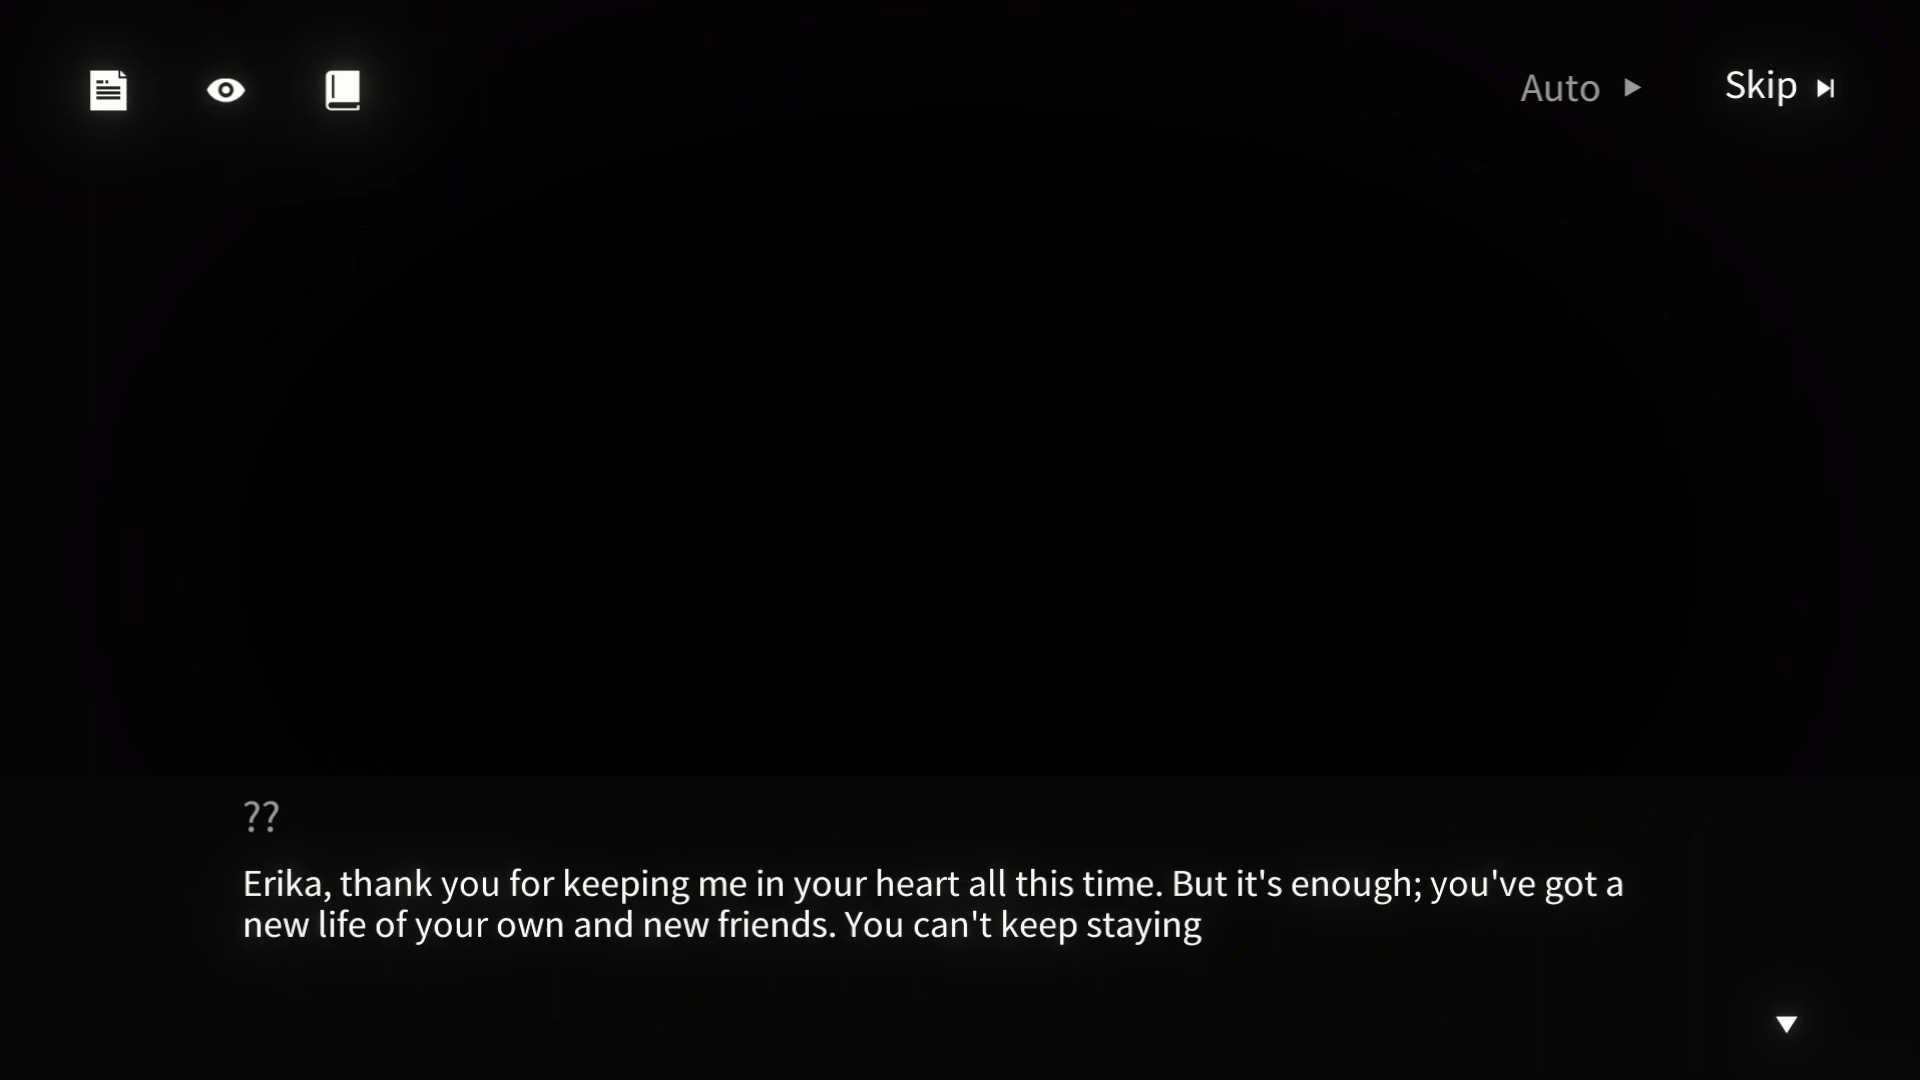 Auto
Skip
??
Erika, thank you for keeping me in your heart all this time. But it's enough; you've got a
new life of your own and new friends. You can't keep staying